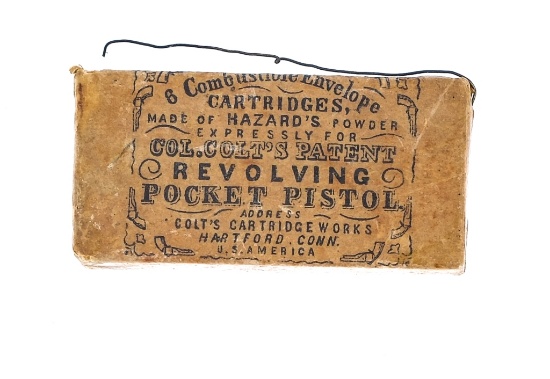 6 Combustible Envelope
CARTRIDGES,
MADE OF HAZARD'S POWDER
EXPRESSLY FOR
COL. COLT'S PATENT
REVOLVING
POCKET PISTOL.
ADDRESS
COLT'S CARTRIDGE WORKS
HARTFORD. CONN.
U.S. AMERICA